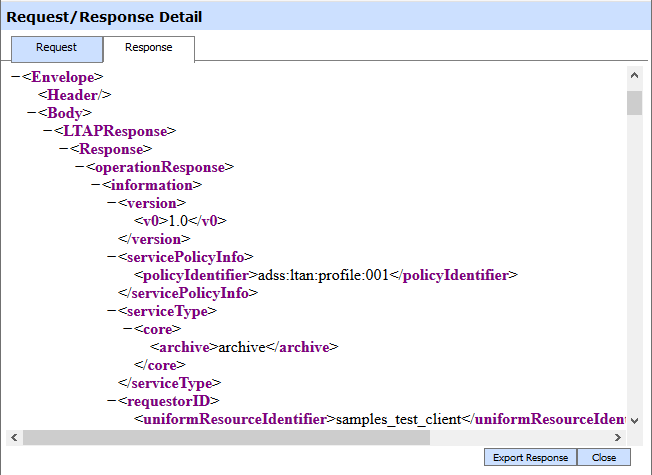 Request/Response Detail
Request Response
−<Envelope>
<Header/>
−<Body>
−<LTAPResponse>
−<Response>
−<operationResponse>
−<information>
−<version>
<v0>1.0</v0>
</version>
−<servicePolicyInfo>
<policyIdentifier>adss:ltan:profile:001</policyIdentifier>
</servicePolicyInfo>
−<serviceType>
−<core>
<archive>archive</archive>
</core>
</serviceType>
−<requestorID>
<uniformResourceIdentifier>samples_test_client</uniformResourceIdent
Export Response Close